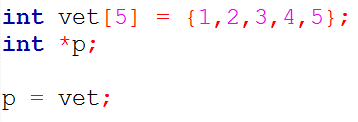 int vet[5] = {1,2,3,4,5};
int *p;
p = vet;